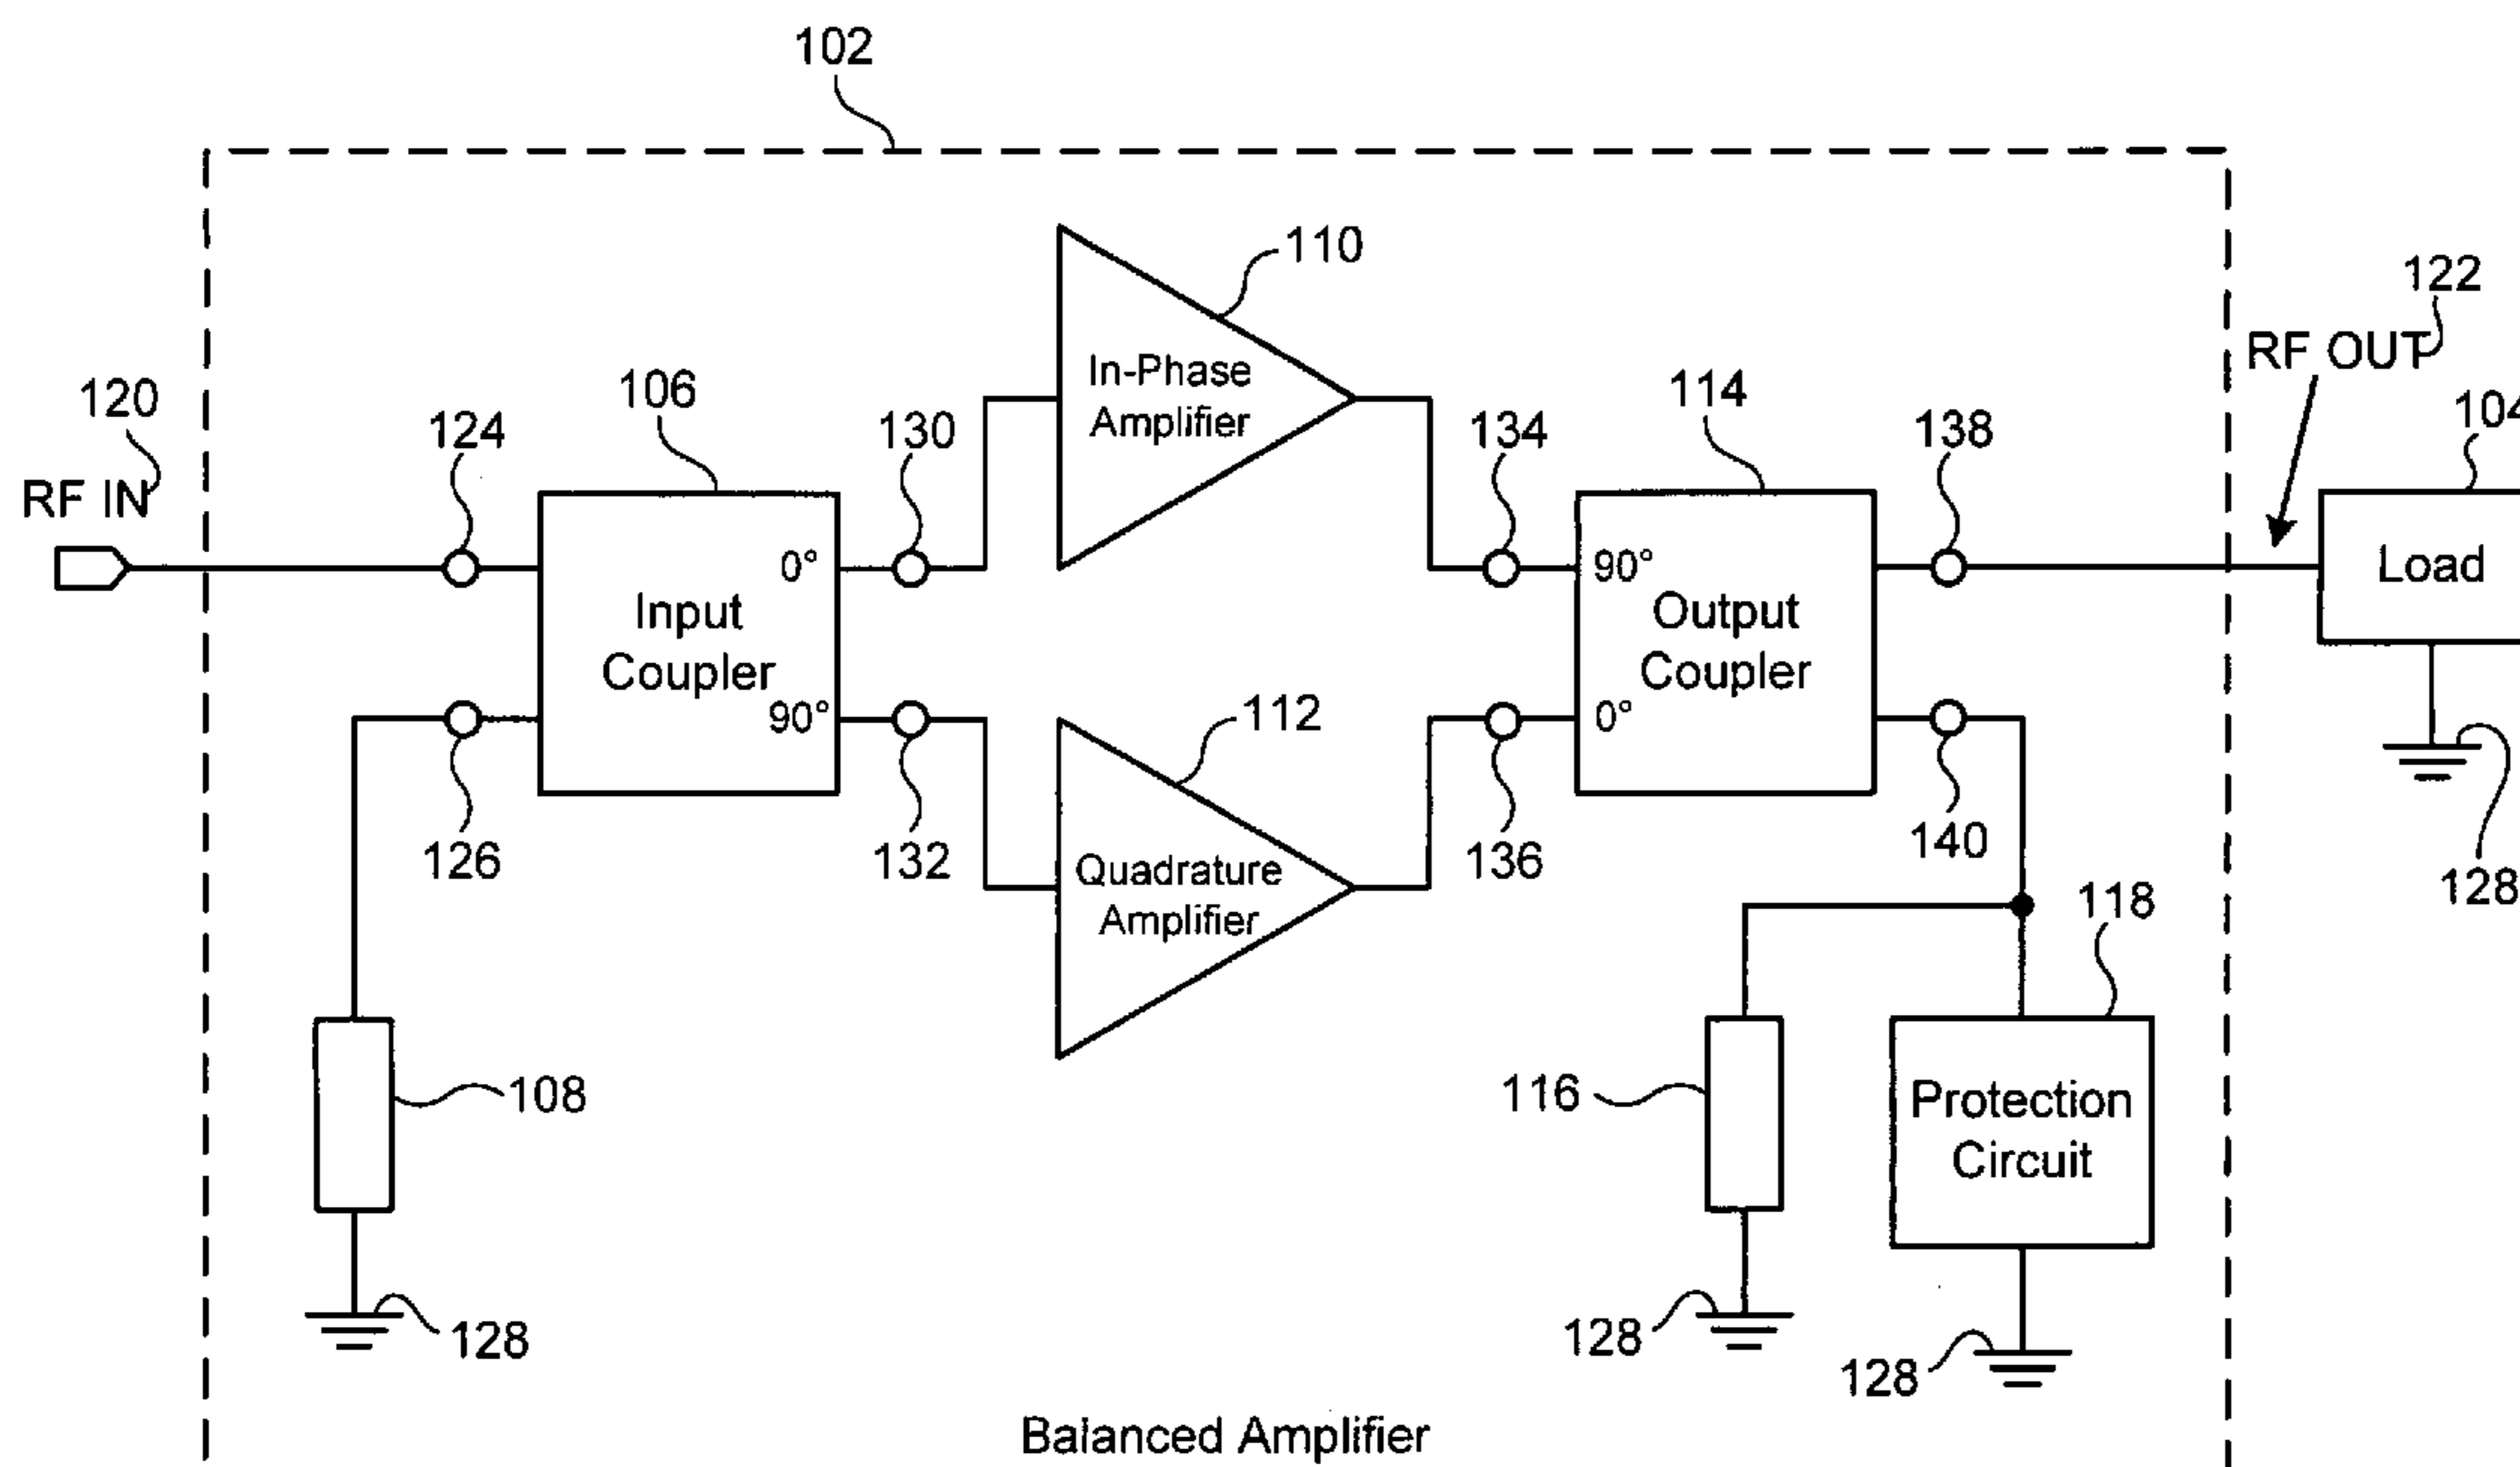 102
110
122
RF OUT
In-Phase
Amplifier
120
106
114
104
124
130
134
138
RF IN
0°
90°
Load
Input
Coupler
Output
Coupler
90°
0°
112
126
132
136
140
128
Quadrature
Amplifier
118
108
116
Protection
Circuit
128
128
128
Balanced Amplifier